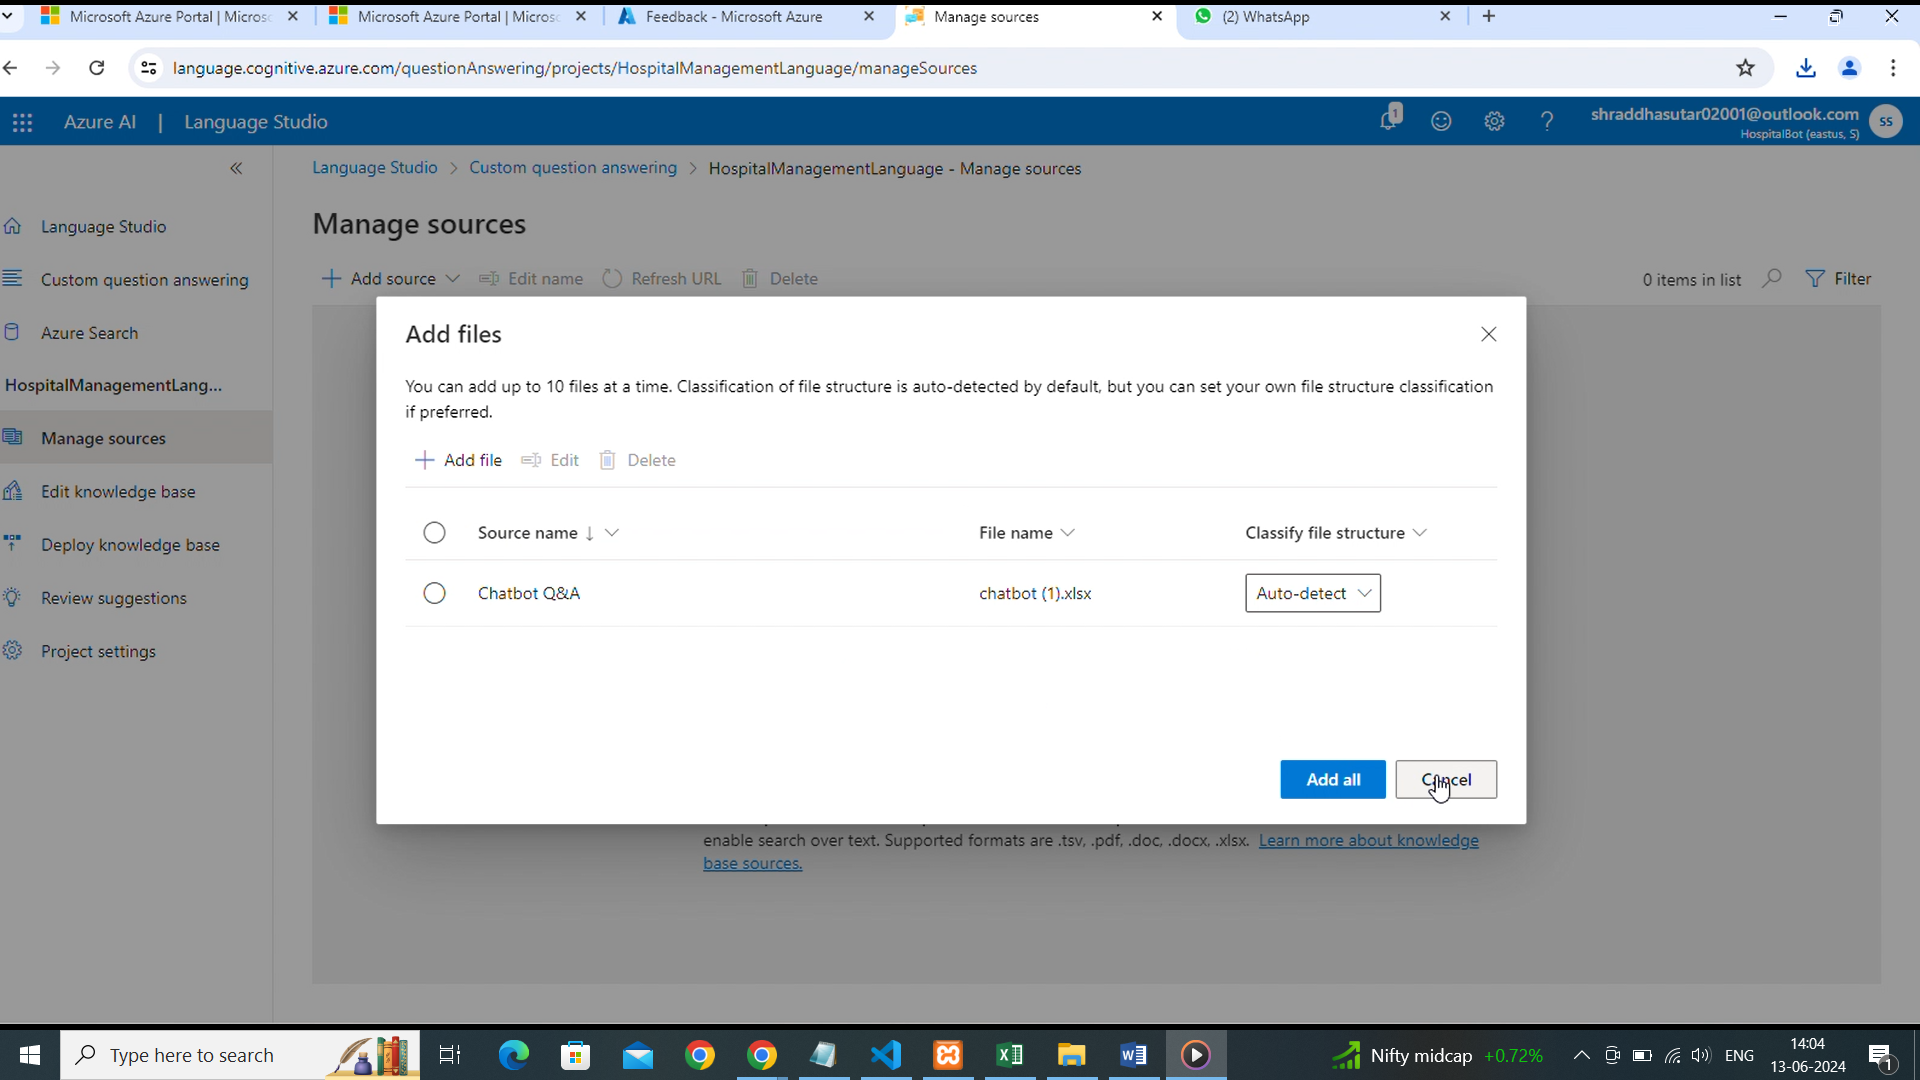 Microsoft Azure Portal | Micros
Microsoft Azure Portal | Micros
Feedback - Microsoft Azure
Manage sources
(2) WhatsApp
language.cognitive.azure.com/questionAnswering/projects/HospitalManagementLanguage/manageSources
Azure AI | Language Studio
1
shraddhasutar02001@outlook.com
HospitalBot (eastus, S)
SS
Language Studio > Custom question answering > HospitalManagementLanguage - Manage sources
Language Studio
Custom question answering
Azure Search
HospitalManagementLang...
Manage sources
Edit knowledge base
Deploy knowledge base
Review suggestions
Project settings
Manage sources
Add source
Edit name
Refresh URL
Delete
0 items in list
Filter
Add files
You can add up to 10 files at a time. Classification of file structure is auto-detected by default, but you can set your own file structure classification
if preferred.
Add file
Edit
Delete
Source name
File name
Classify file structure
Chatbot Q&A
chatbot (1).xlsx
Auto-detect
Add all
Cancel
enable search over text. Supported formats are .tsv, .pdf, .doc, .docx, .xlsx. Learn more about knowledge
base sources.
Type here to search
Nifty midcap +0.72%
ENG
14:04
13-06-2024
1